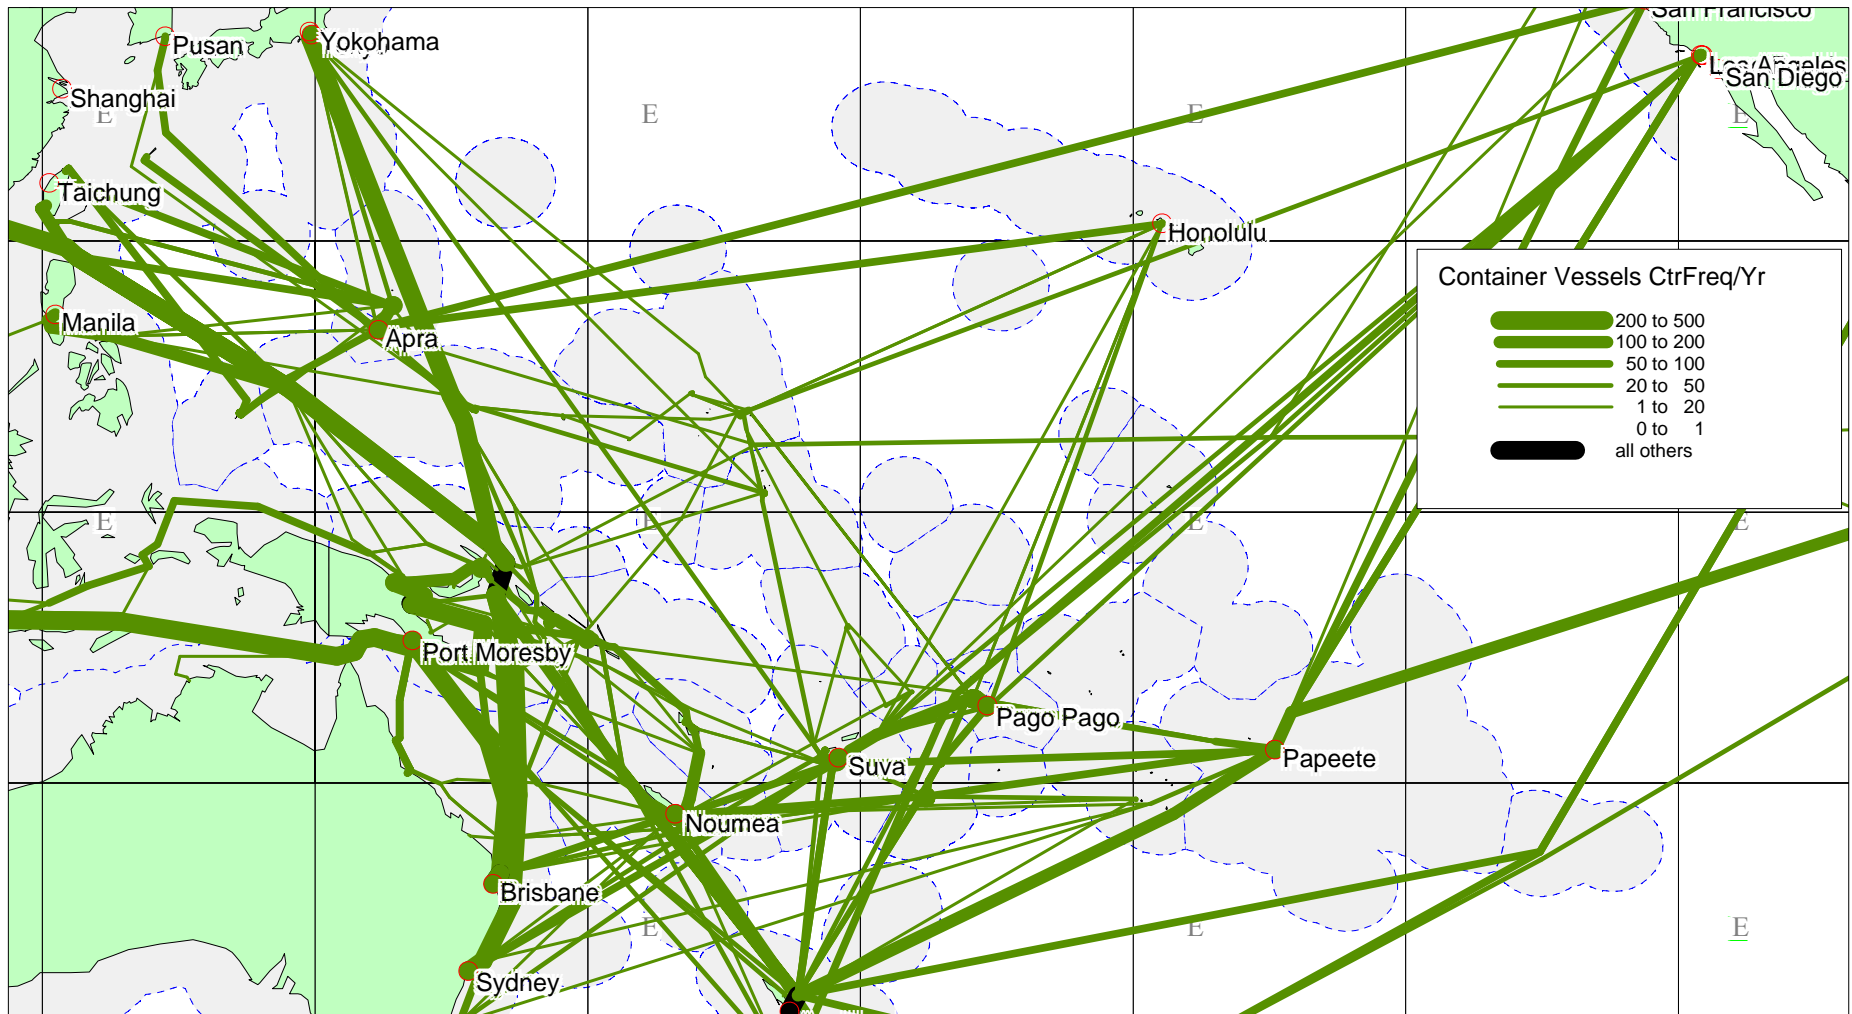 San Francisco
Yokohama
Pusan
Los Angeles
San Diego
Shanghai
E
E
E
E
Taichung
Honolulu
Container Vessels CtrFreq/Yr
200 to 500
100 to 200
50 to 100
20 to 50
1 to 20
0 to 1
all others
Manila
Apra
E
E
E
E
Port Moresby
Pago Pago
Papeete
Suva
Noumea
Brisbane
E
E
E
Sydney